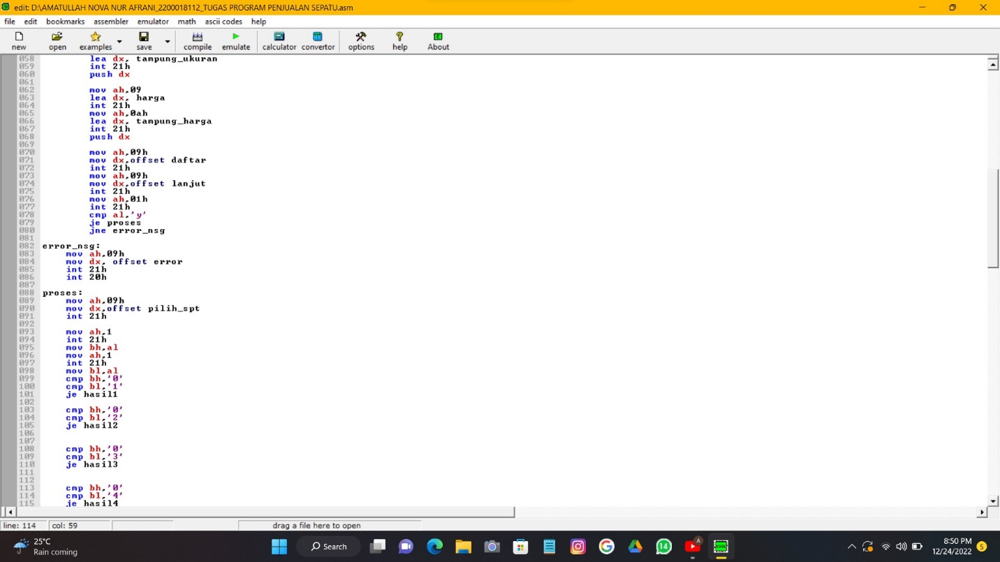 edit: D:\AMATULLAH NOVA NUR AFRANI_2200018112_TUGAS PROGRAM PENJUALAN SEPATU.asm
file edit bookmarks assembler emulator math ascii codes help
new open examples save compile emulate calculator convertor options help About
058 lea dx, tampung_ukuran
059 int 21h
060 push dx
061
062 mov ah,09
063 lea dx, harga
064 int 21h
065 mov ah,0ah
066 lea dx, tampung_harga
067 int 21h
068 push dx
069
070 mov ah,09h
071 mov dx,offset daftar
072 int 21h
073 mov ah,09h
074 mov dx,offset lanjut
075 int 21h
076 mov ah,01h
077 int 21h
078 cmp al,'y'
079 je proses
080 jne error_nsg
081
082 error_nsg:
083 mov ah,09h
084 mov dx, offset error
085 int 21h
086 int 20h
087
088 proses:
089 mov ah,09h
090 mov dx,offset pilih_spt
091 int 21h
092
093 mov ah,1
094 int 21h
095 mov bh,al
096 mov ah,1
097 int 21h
098 mov bl,al
099 cmp bh,'0'
100 cmp bl,'1'
101 je hasil1
102
103 cmp bh,'0'
104 cmp bl,'2'
105 je hasil2
106
107
108 cmp bh,'0'
109 cmp bl,'3'
110 je hasil3
111
112
113 cmp bh,'0'
114 cmp bl,'4'
115 je hasil4
line: 114 col: 59 drag a file here to open
25°C
Rain coming
Search
14
A
8:50 PM
12/24/2022
5